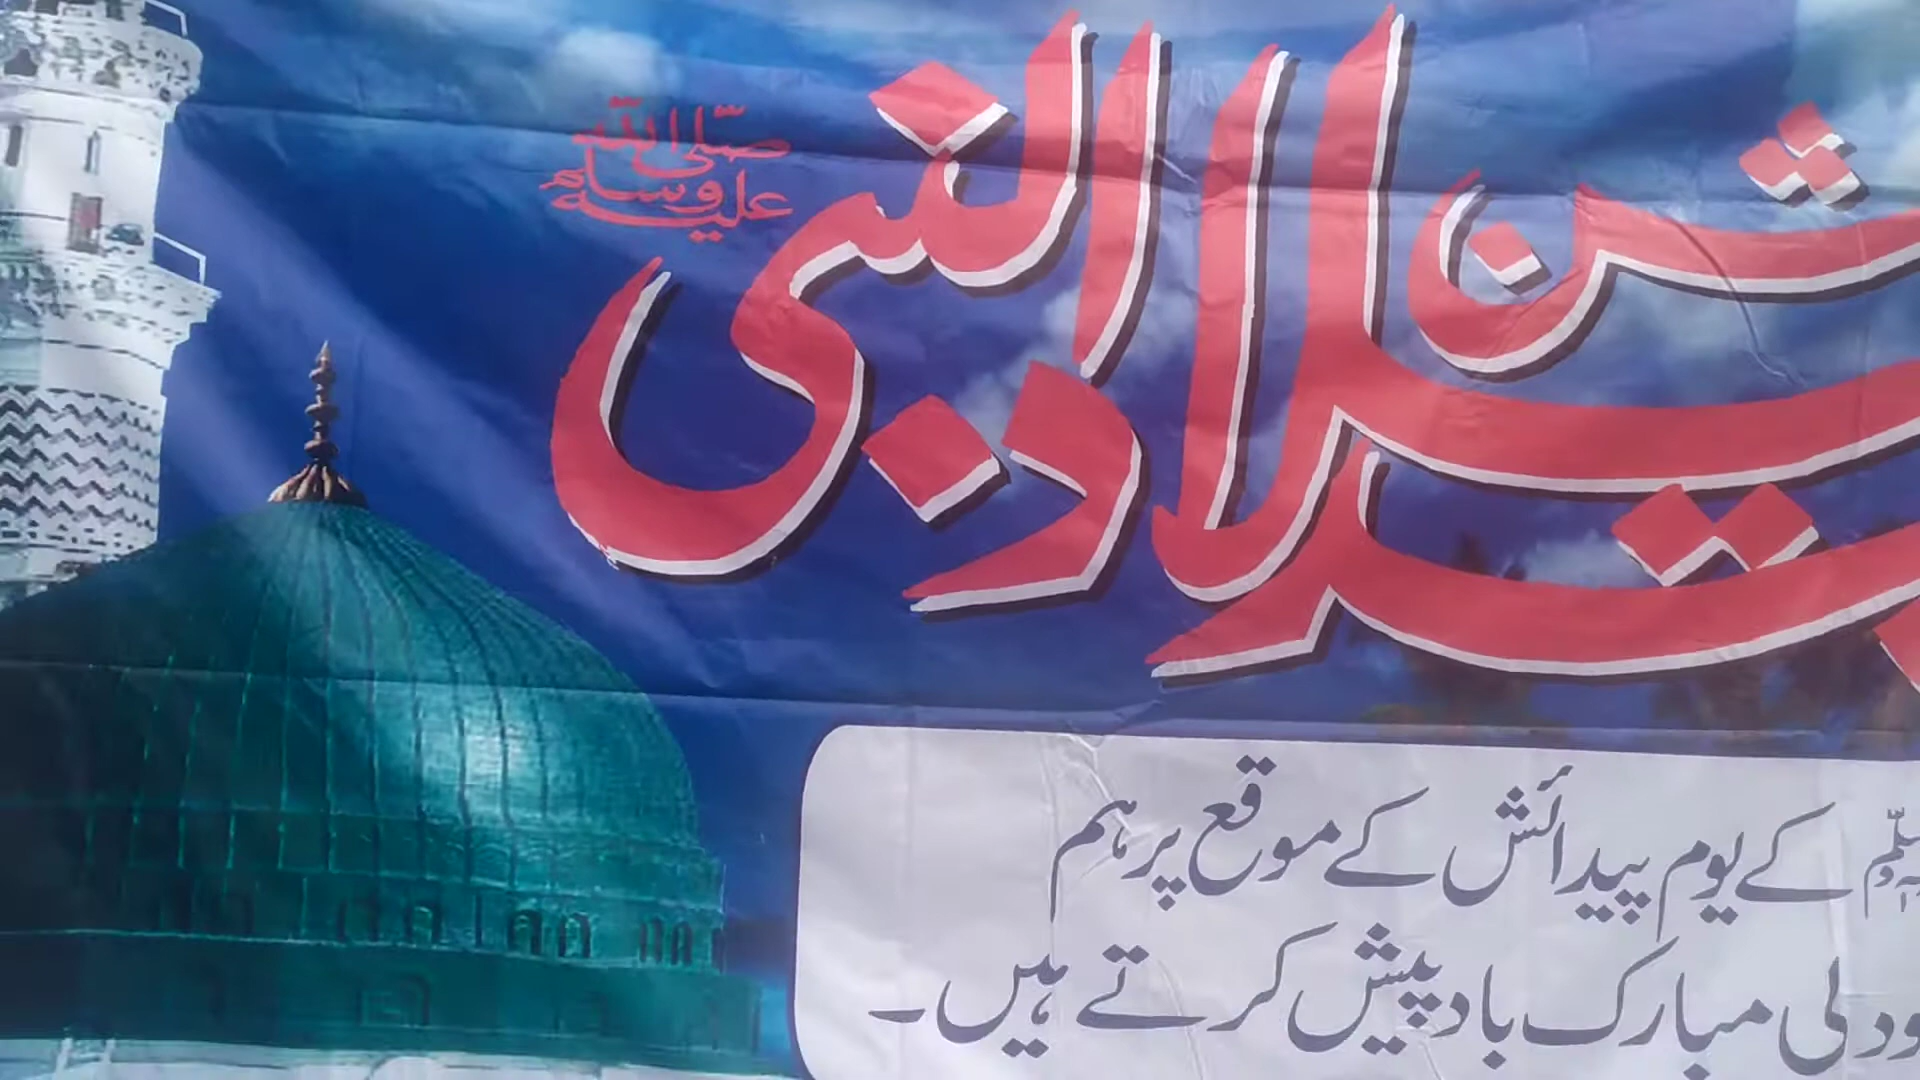 شن میلاد النبی
صلی اللہ علیہ وسلم
کے یوم پیدائش کے موقع پر ہم
دلی مبارک باد پیش کرتے ہیں۔